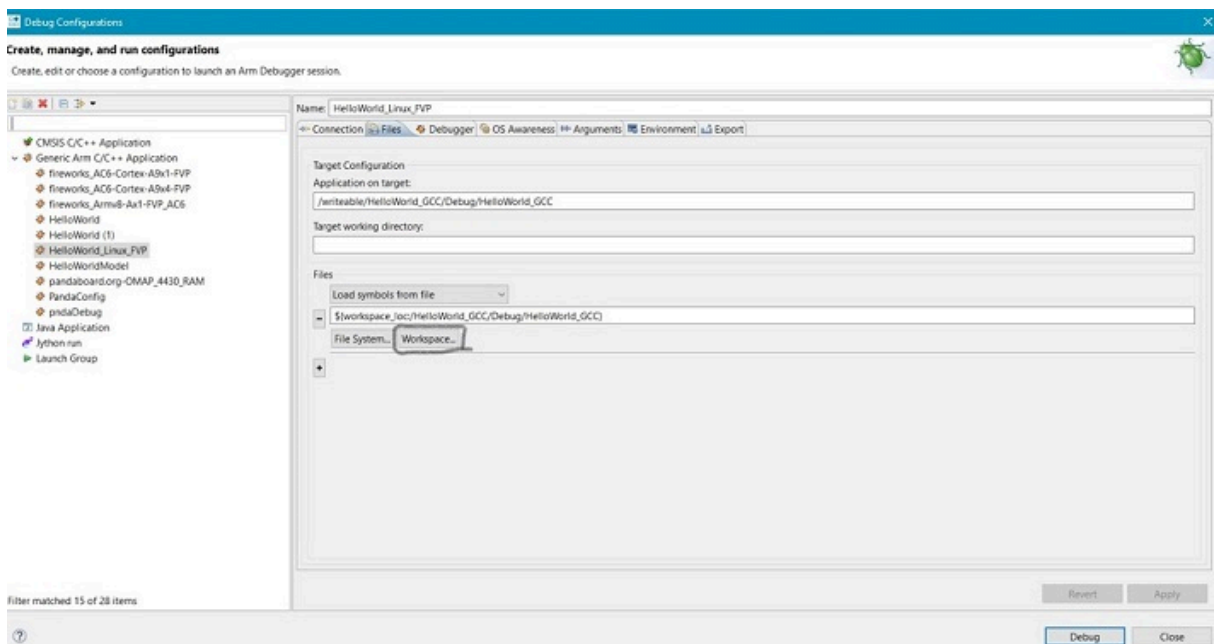 Debug Configurations
Create, manage, and run configurations
Create, edit or choose a configuration to launch an Arm Debugger session.
CMSIS C/C++ Application
Generic Arm C/C++ Application
fireworks_AC6-Cortex-A9x1-FVP
fireworks_AC6-Cortex-A9x4-FVP
fireworks_Armv8-Ax1-FVP_AC6
HelloWorld
HelloWorld (1)
HelloWorld_Linux_FVP
HelloWorldModel
pandaboard.org-OMAP_4430_RAM
PandaConfig
pndaDebug
Java Application
Jython run
Launch Group
Filter matched 15 of 28 items
Name: HelloWorld_Linux_FVP
Connection Files Debugger OS Awareness Arguments Environment Export
Target Configuration
Application on target:
/writeable/HelloWorld_GCC/Debug/HelloWorld_GCC
Target working directory:
Files
Load symbols from file
${workspace_loc:/HelloWorld_GCC/Debug/HelloWorld_GCC}
File System... Workspace...
Revert Apply
Debug Close